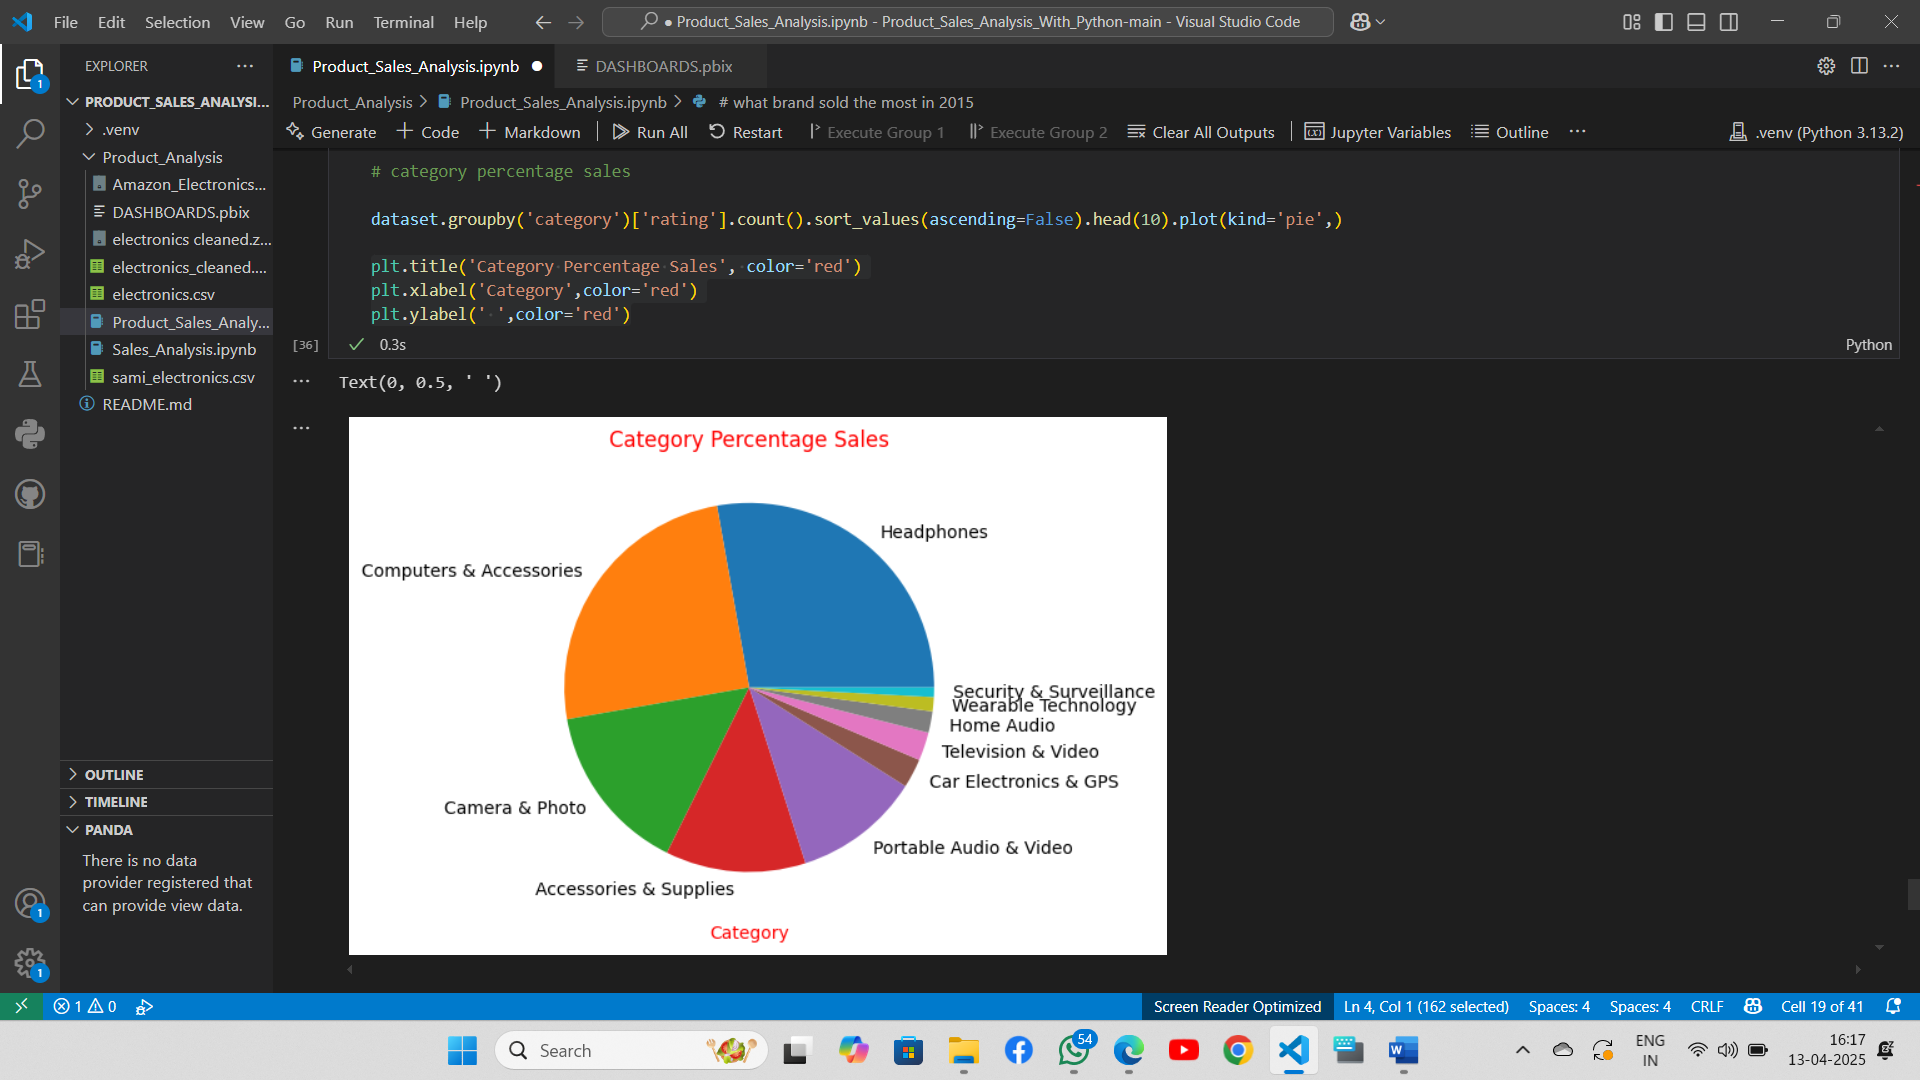 File Edit Selection View Go Run Terminal Help
● Product_Sales_Analysis.ipynb - Product_Sales_Analysis_With_Python-main - Visual Studio Code
EXPLORER
Product_Sales_Analysis.ipynb
DASHBOARDS.pbix
PRODUCT_SALES_ANALYSI...
Product_Analysis > Product_Sales_Analysis.ipynb > # what brand sold the most in 2015
.venv
Generate + Code + Markdown Run All Restart Execute Group 1 Execute Group 2 Clear All Outputs Jupyter Variables Outline ...
.venv (Python 3.13.2)
Product_Analysis
Amazon_Electronics...
DASHBOARDS.pbix
electronics cleaned.z...
electronics_cleaned....
electronics.csv
Product_Sales_Analy...
Sales_Analysis.ipynb
sami_electronics.csv
README.md
OUTLINE
TIMELINE
PANDA
There is no data
provider registered that
can provide view data.
# category percentage sales
dataset.groupby('category')['rating'].count().sort_values(ascending=False).head(10).plot(kind='pie',)
plt.title('Category Percentage Sales', color='red')
plt.xlabel('Category',color='red')
plt.ylabel(' ',color='red')
[36] 0.3s
Python
Text(0, 0.5, ' ')
Category Percentage Sales
Headphones
Computers & Accessories
Security & Surveillance
Wearable Technology
Home Audio
Television & Video
Car Electronics & GPS
Camera & Photo
Portable Audio & Video
Accessories & Supplies
Category
1
1
1
1 0
Screen Reader Optimized Ln 4, Col 1 (162 selected) Spaces: 4 Spaces: 4 CRLF Cell 19 of 41
Search
54
ENG
IN
16:17
13-04-2025